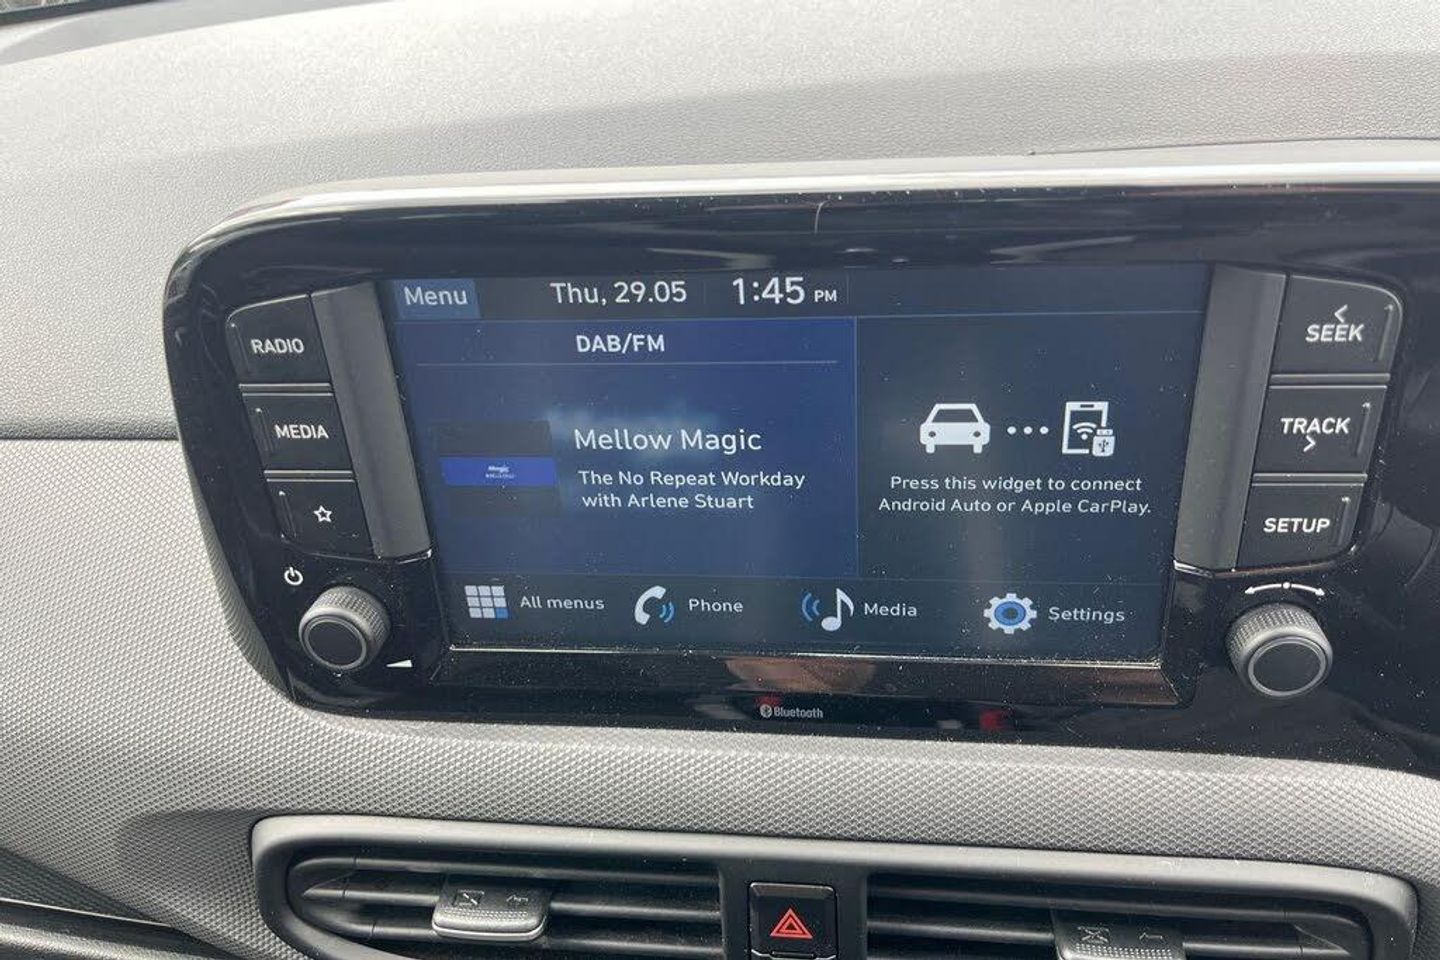 Menu
Thu, 29.05
1:45 PM
DAB/FM
RADIO
MEDIA
Magic
Mellow Magic
The No Repeat Workday
with Arlene Stuart
Press this widget to connect
Android Auto or Apple CarPlay.
All menus
Phone
Media
Settings
< SEEK
TRACK >
SETUP
Bluetooth